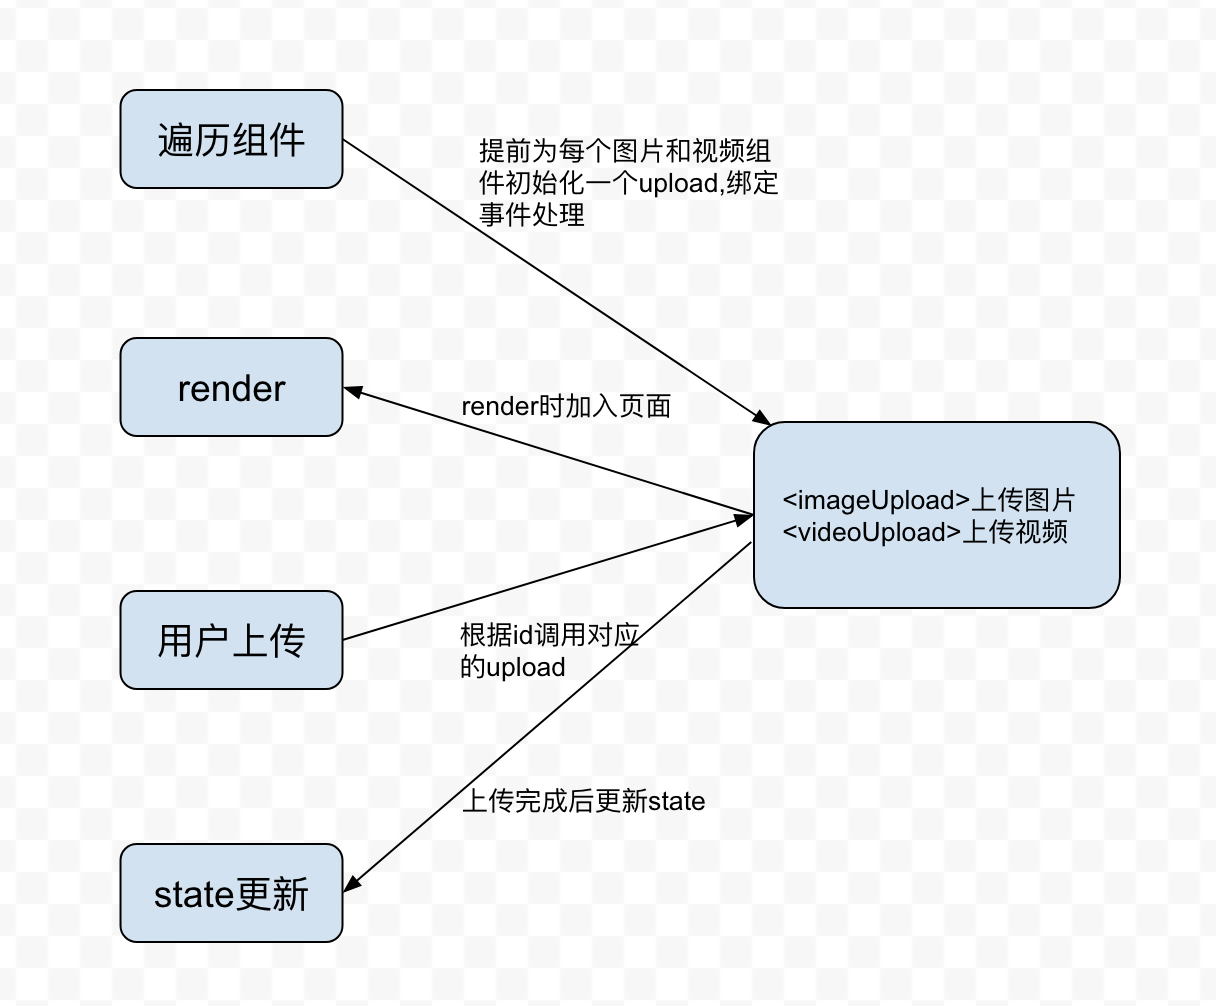 遍历组件
提前为每个图片和视频组
件初始化一个upload,绑定
事件处理
render
render时加入页面
<imageUpload>上传图片
<videoUpload>上传视频
用户上传
根据id调用对应
的upload
上传完成后更新state
state更新